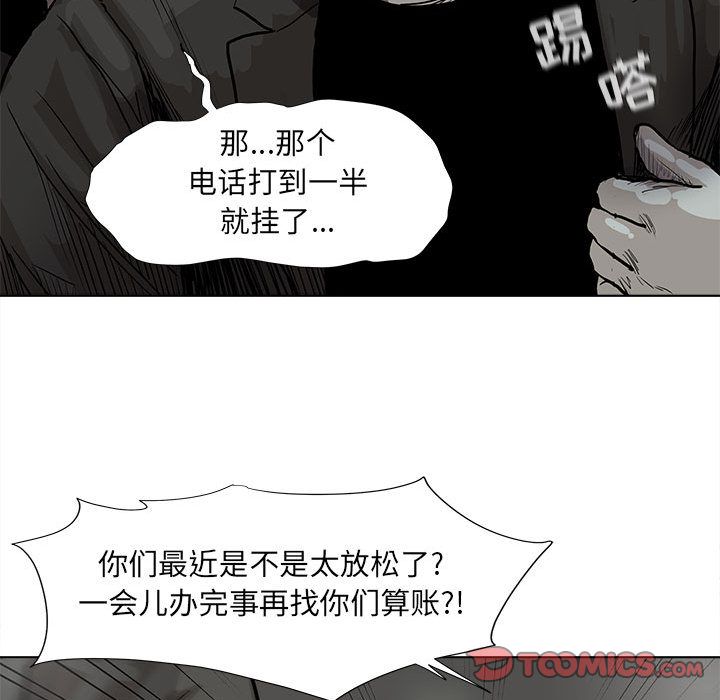 踢
嗒
那...那个
电话打到一半
就挂了...
你们最近是不是太放松了?
一会儿办完事再找你们算账?!
TOOMICS.COM